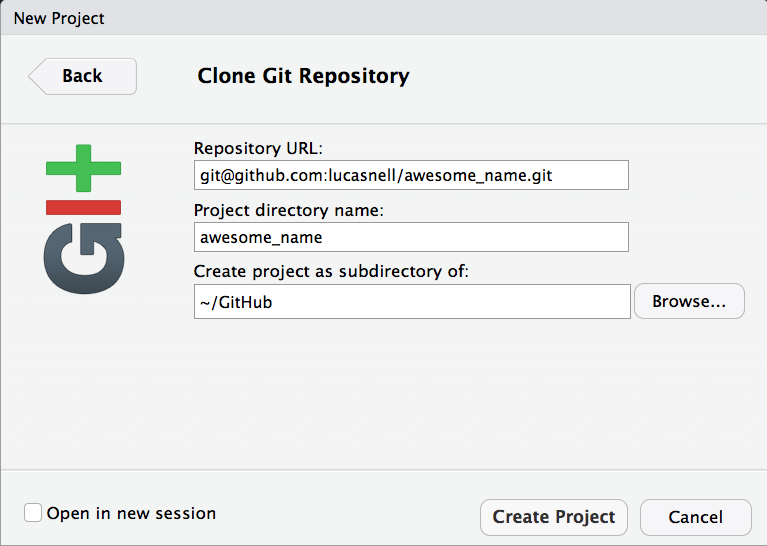 New Project
Back
Clone Git Repository
git
Repository URL:
git@github.com:lucasnell/awesome_name.git
Project directory name:
awesome_name
Create project as subdirectory of:
~/GitHub
Browse...
Open in new session
Create Project
Cancel